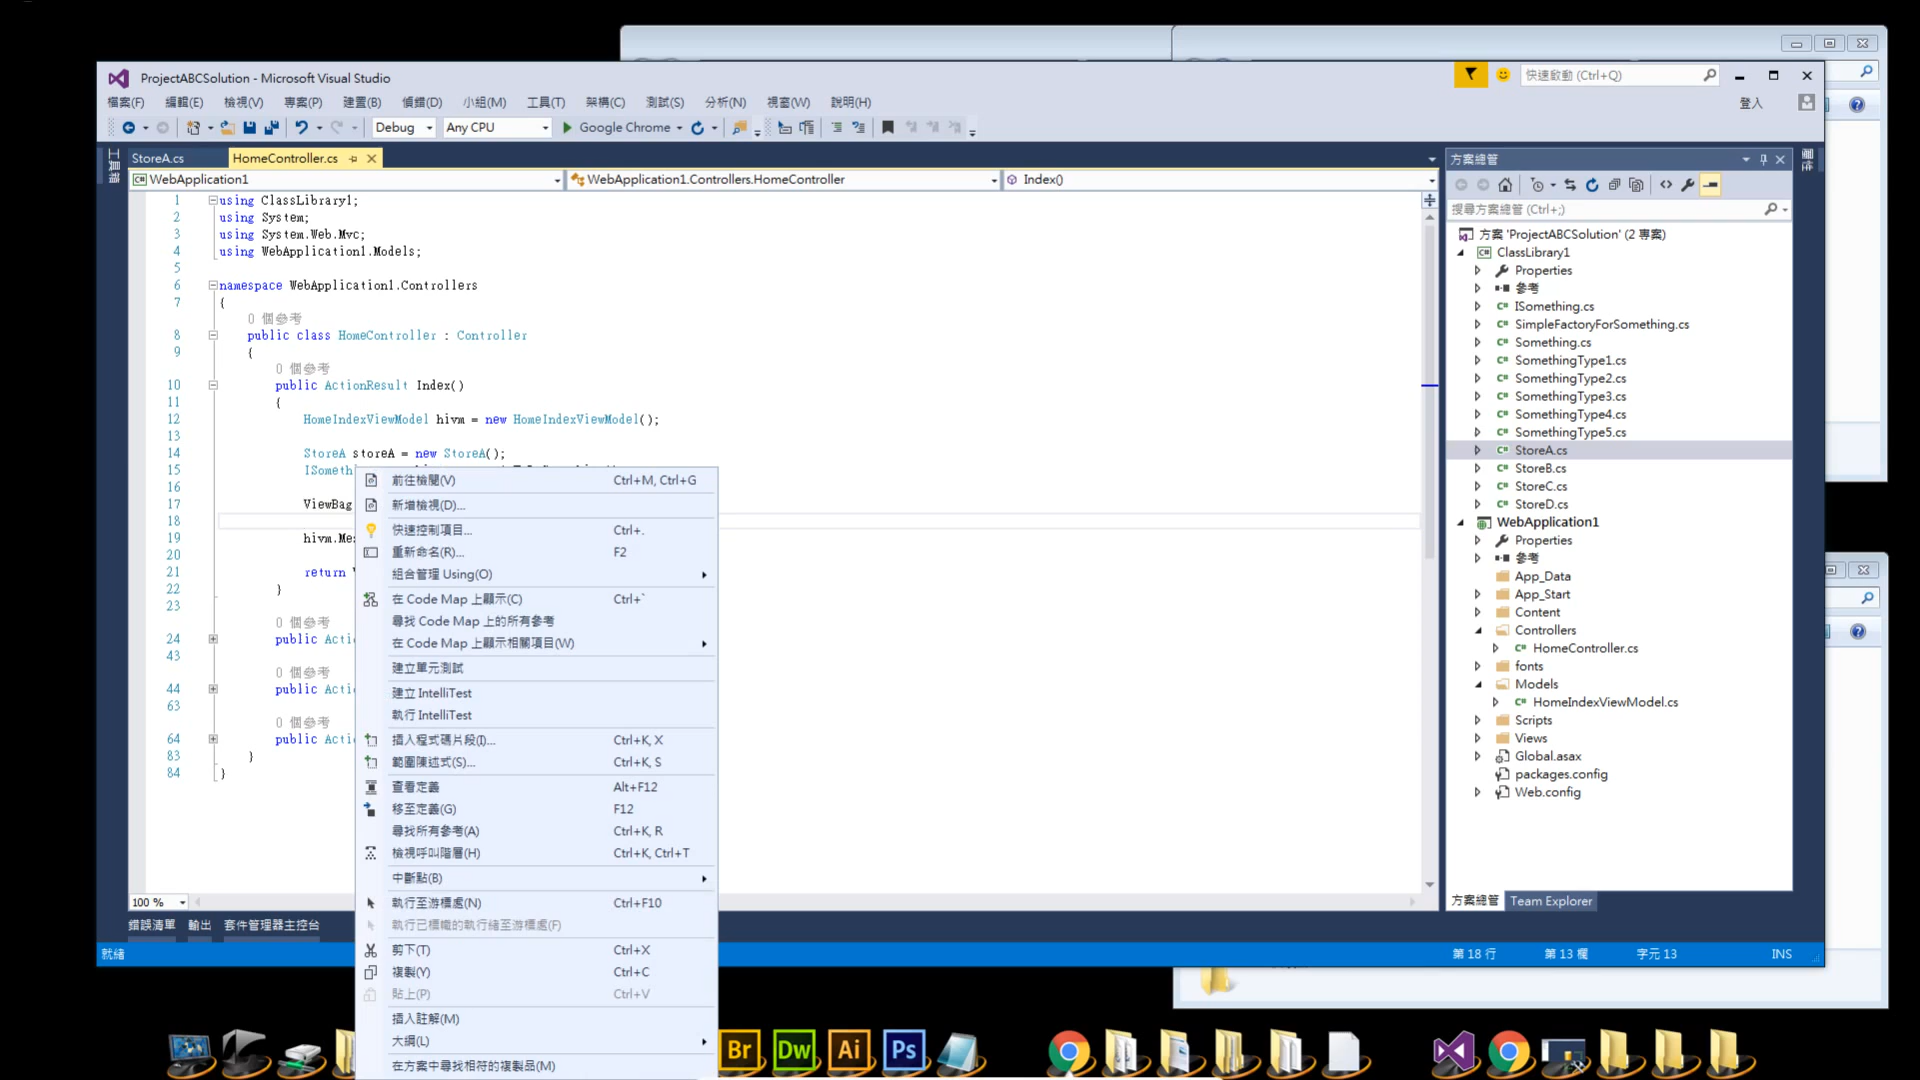 ProjectABCSolution - Microsoft Visual Studio
快速啟動 (Ctrl+Q)
檔案(F) 編輯(E) 檢視(V) 專案(P) 建置(B) 偵錯(D) 小組(M) 工具(T) 架構(C) 測試(S) 分析(N) 視窗(W) 說明(H)
登入
Debug Any CPU Google Chrome
工具箱
StoreA.cs HomeController.cs
WebApplication1 WebApplication1.Controllers.HomeController Index()
1 using ClassLibrary1;
2 using System;
3 using System.Web.Mvc;
4 using WebApplication1.Models;
5
6 namespace WebApplication1.Controllers
7 {
0 個參考
8 public class HomeController : Controller
9 {
0 個參考
10 public ActionResult Index()
11 {
12 HomeIndexViewModel hivm = new HomeIndexViewModel();
13
14 StoreA storeA = new StoreA();
15 ISometh
16
17 ViewBag
18
19 hivm.Mes
20
21 return
22 }
23
0 個參考
24 public Acti
43
0 個參考
44 public Acti
63
0 個參考
64 public Acti
83 }
84 }
前往檢閱(V) Ctrl+M, Ctrl+G
新增檢視(D)...
快速控制項目... Ctrl+.
重新命名(R)... F2
組合管理 Using(O)
在 Code Map 上顯示(C) Ctrl+`
尋找 Code Map 上的所有參考
在 Code Map 上顯示相關項目(W)
建立單元測試
建立 IntelliTest
執行 IntelliTest
插入程式碼片段(I)... Ctrl+K, X
範圍陳述式(S)... Ctrl+K, S
查看定義 Alt+F12
移至定義(G) F12
尋找所有參考(A) Ctrl+K, R
檢視呼叫階層(H) Ctrl+K, Ctrl+T
中斷點(B)
執行至游標處(N) Ctrl+F10
執行已標幟的執行緒至游標處(F)
剪下(T) Ctrl+X
複製(Y) Ctrl+C
貼上(P) Ctrl+V
插入註解(M)
大綱(L)
在方案中尋找相符的複製品(M)
方案總管
搜尋方案總管 (Ctrl+;)
方案 'ProjectABCSolution' (2 專案)
ClassLibrary1
Properties
參考
ISomething.cs
SimpleFactoryForSomething.cs
Something.cs
SomethingType1.cs
SomethingType2.cs
SomethingType3.cs
SomethingType4.cs
SomethingType5.cs
StoreA.cs
StoreB.cs
StoreC.cs
StoreD.cs
WebApplication1
Properties
參考
App_Data
App_Start
Content
Controllers
HomeController.cs
fonts
Models
HomeIndexViewModel.cs
Scripts
Views
Global.asax
packages.config
Web.config
方案總管 Team Explorer
100 %
錯誤清單 輸出 套件管理器主控台
就緒 第 18 行 第 13 欄 字元 13 INS
Br Dw Ai Ps